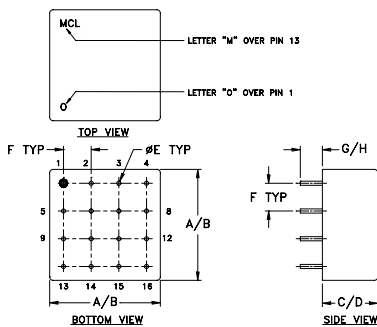 MCL
LETTER "M" OVER PIN 13
O
LETTER "O" OVER PIN 1
TOP VIEW
F TYP
øE TYP
G/H
1 2 3 4
F TYP
5 8
A/B
9 12
13 14 15 16
A/B
C/D
BOTTOM VIEW
SIDE VIEW